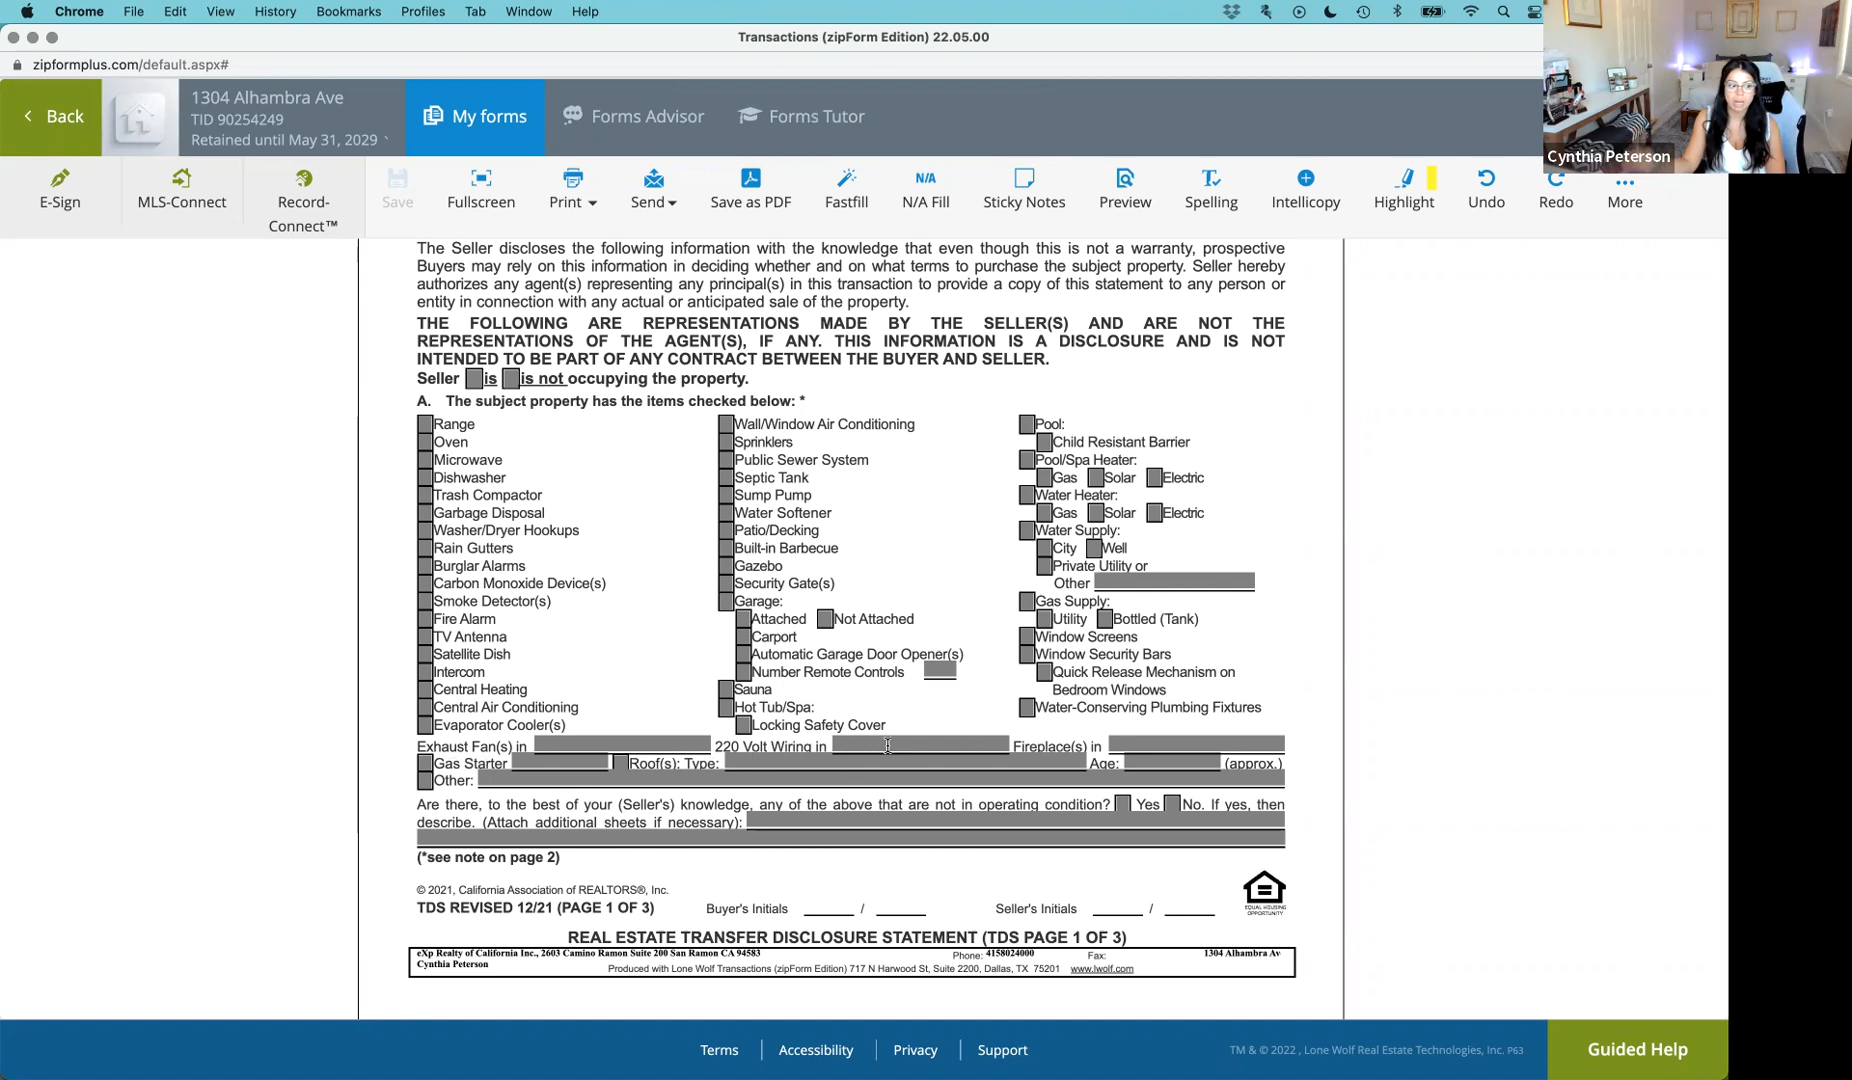 Chrome File Edit View History Bookmarks Profiles Tab Window Help
Transactions (zipForm Edition) 22.05.00
zipformplus.com/default.aspx#
Back
1304 Alhambra Ave
TID 90254249
Retained until May 31, 2029
My forms Forms Advisor Forms Tutor
Cynthia Peterson
E-Sign MLS-Connect Record-Connect™ Save Fullscreen Print Send Save as PDF Fastfill N/A Fill Sticky Notes Preview Spelling Intellicopy Highlight Undo Redo More
N/A
The Seller discloses the following information with the knowledge that even though this is not a warranty, prospective
Buyers may rely on this information in deciding whether and on what terms to purchase the subject property. Seller hereby
authorizes any agent(s) representing any principal(s) in this transaction to provide a copy of this statement to any person or
entity in connection with any actual or anticipated sale of the property.
THE FOLLOWING ARE REPRESENTATIONS MADE BY THE SELLER(S) AND ARE NOT THE
REPRESENTATIONS OF THE AGENT(S), IF ANY. THIS INFORMATION IS A DISCLOSURE AND IS NOT
INTENDED TO BE PART OF ANY CONTRACT BETWEEN THE BUYER AND SELLER.
Seller is is not occupying the property.
A. The subject property has the items checked below: *
Range
Oven
Microwave
Dishwasher
Trash Compactor
Garbage Disposal
Washer/Dryer Hookups
Rain Gutters
Burglar Alarms
Carbon Monoxide Device(s)
Smoke Detector(s)
Fire Alarm
TV Antenna
Satellite Dish
Intercom
Central Heating
Central Air Conditioning
Evaporator Cooler(s)
Wall/Window Air Conditioning
Sprinklers
Public Sewer System
Septic Tank
Sump Pump
Water Softener
Patio/Decking
Built-in Barbecue
Gazebo
Security Gate(s)
Garage:
Attached Not Attached
Carport
Automatic Garage Door Opener(s)
Number Remote Controls
Sauna
Hot Tub/Spa:
Locking Safety Cover
Pool:
Child Resistant Barrier
Pool/Spa Heater:
Gas Solar Electric
Water Heater:
Gas Solar Electric
Water Supply:
City Well
Private Utility or
Other
Gas Supply:
Utility Bottled (Tank)
Window Screens
Window Security Bars
Quick Release Mechanism on
Bedroom Windows
Water-Conserving Plumbing Fixtures
Exhaust Fan(s) in 220 Volt Wiring in Fireplace(s) in
Gas Starter Roof(s): Type: Age: (approx.)
Other:
Are there, to the best of your (Seller's) knowledge, any of the above that are not in operating condition? Yes No. If yes, then
describe. (Attach additional sheets if necessary):
(*see note on page 2)
© 2021, California Association of REALTORS®, Inc.
EQUAL HOUSING OPPORTUNITY
TDS REVISED 12/21 (PAGE 1 OF 3) Buyer's Initials / Seller's Initials /
REAL ESTATE TRANSFER DISCLOSURE STATEMENT (TDS PAGE 1 OF 3)
eXp Realty of California Inc., 2603 Camino Ramon Suite 200 San Ramon CA 94583 Phone: 4158024000 Fax: 1304 Alhambra Av
Cynthia Peterson Produced with Lone Wolf Transactions (zipForm Edition) 717 N Harwood St, Suite 2200, Dallas, TX 75201 www.lwolf.com
Terms Accessibility Privacy Support TM & © 2022 , Lone Wolf Real Estate Technologies, Inc. P63 Guided Help